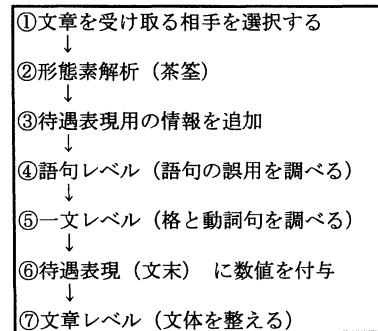 ①文章を受け取る相手を選択する
↓
②形態素解析（茶筌）
↓
③待遇表現用の情報を追加
↓
④語句レベル（語句の誤用を調べる）
↓
⑤一文レベル（格と動詞句を調べる）
↓
⑥待遇表現（文末） に数値を付与
↓
⑦文章レベル（文体を整える）